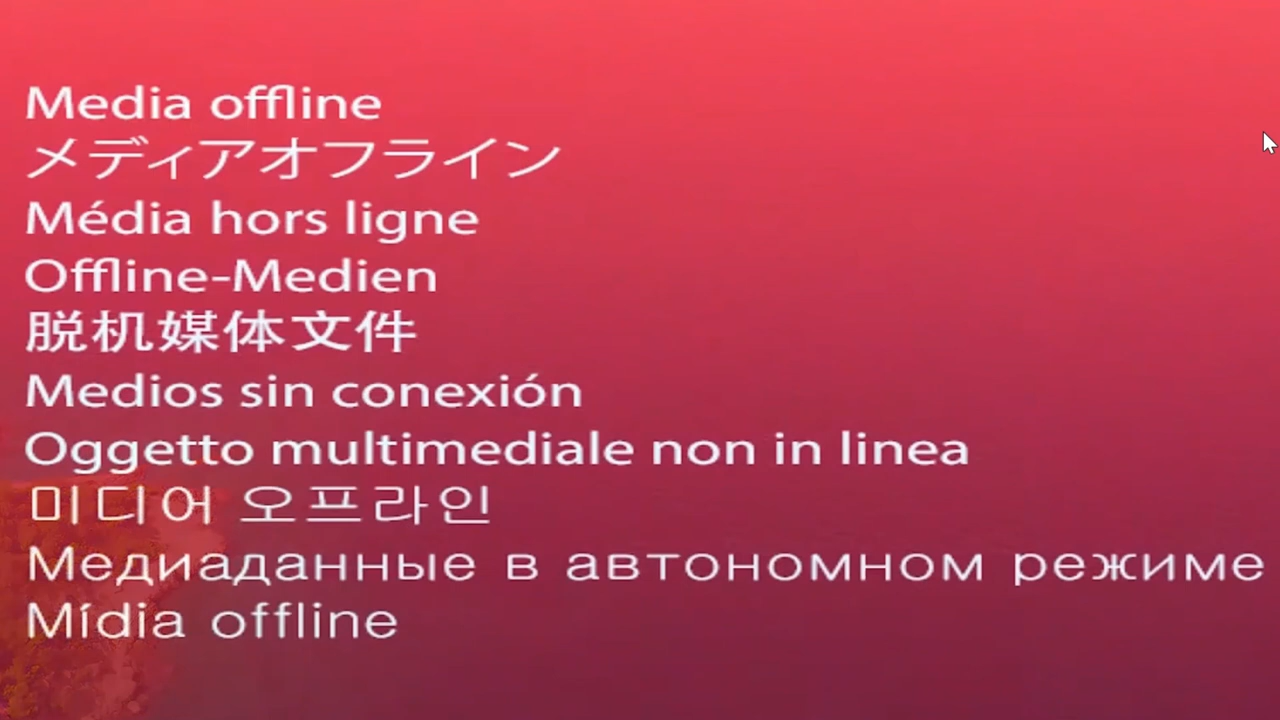 Media offline
メディアオフライン
Média hors ligne
Offline-Medien
脱机媒体文件
Medios sin conexión
Oggetto multimediale non in linea
미디어 오프라인
Медиаданные в автономном режиме
Mídia offline